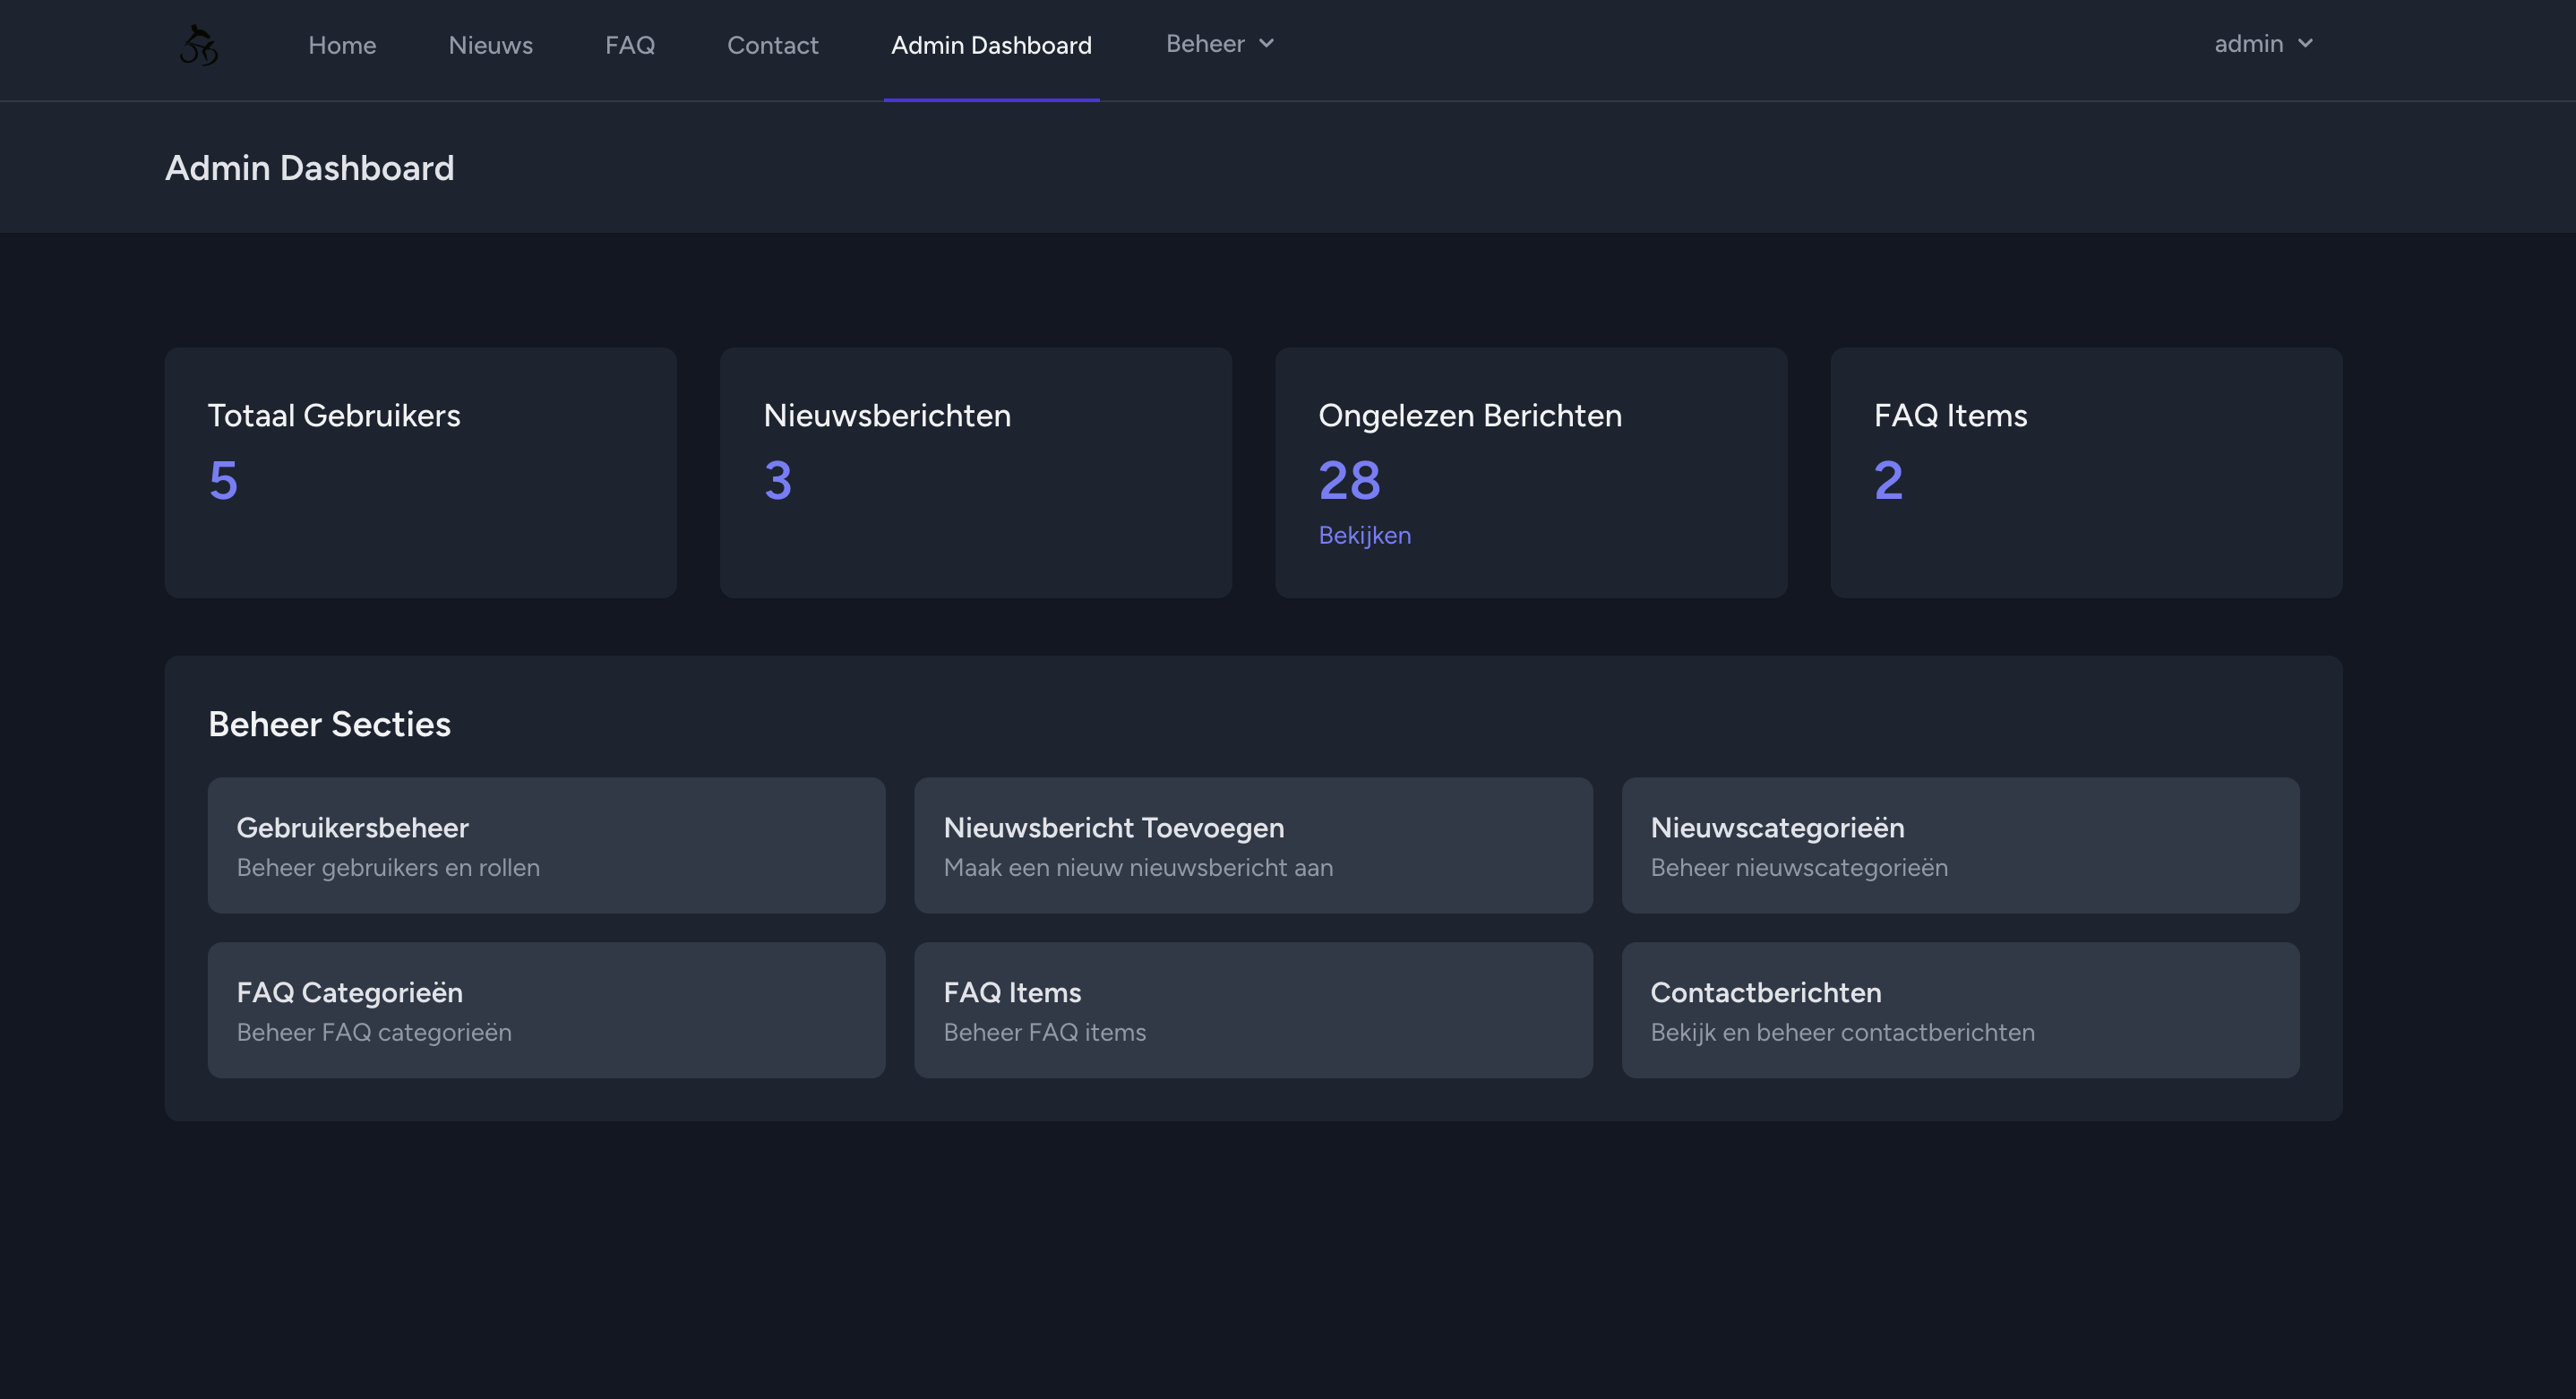 Home Nieuws FAQ Contact Admin Dashboard Beheer admin
Admin Dashboard
Totaal Gebruikers
5
Nieuwsberichten
3
Ongelezen Berichten
28
Bekijken
FAQ Items
2
Beheer Secties
Gebruikersbeheer
Beheer gebruikers en rollen
Nieuwsbericht Toevoegen
Maak een nieuw nieuwsbericht aan
Nieuwscategorieën
Beheer nieuwscategorieën
FAQ Categorieën
Beheer FAQ categorieën
FAQ Items
Beheer FAQ items
Contactberichten
Bekijk en beheer contactberichten